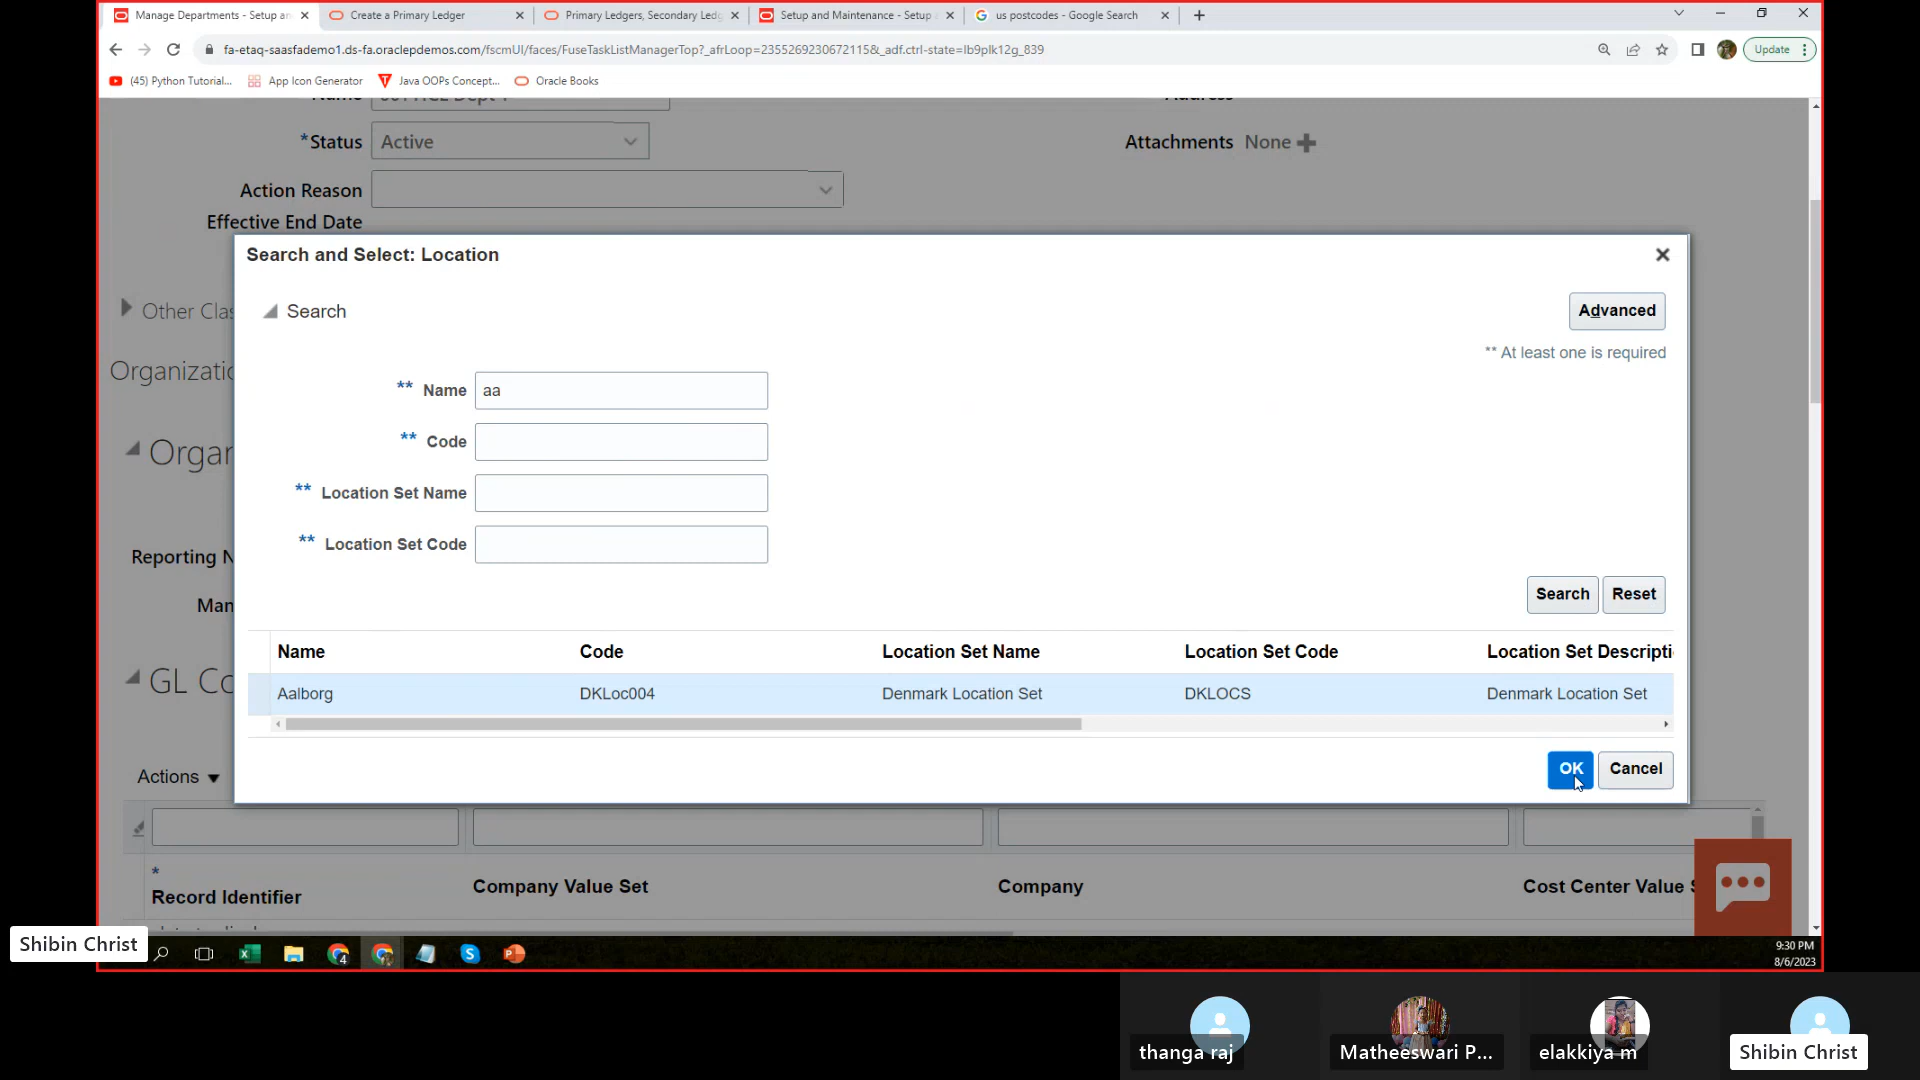 Manage Departments - Setup an
Create a Primary Ledger
Primary Ledgers, Secondary Ledg
Setup and Maintenance - Setup
us postcodes - Google Search
fa-etaq-saasfademo1.ds-fa.oraclepdemos.com/fscmUI/faces/FuseTaskListManagerTop?_afrLoop=2355269230672115&_adf.ctrl-state=lb9plk12g_839
Update
(45) Python Tutorial...
App Icon Generator
Java OOPs Concept...
Oracle Books
*Status Active
Attachments None
Action Reason
Effective End Date
Search and Select: Location
Other Clas
Search
Advanced
** At least one is required
Organizatio
** Name aa
** Code
Organ
** Location Set Name
** Location Set Code
Reporting N
Search Reset
Man
Name Code Location Set Name Location Set Code Location Set Descripti
GL Co
Aalborg DKLoc004 Denmark Location Set DKLOCS Denmark Location Set
Actions
OK Cancel
*
Record Identifier
Company Value Set
Company
Cost Center Value S
Shibin Christ
9:30 PM
8/6/2023
thanga raj
Matheeswari P...
elakkiya m
Shibin Christ